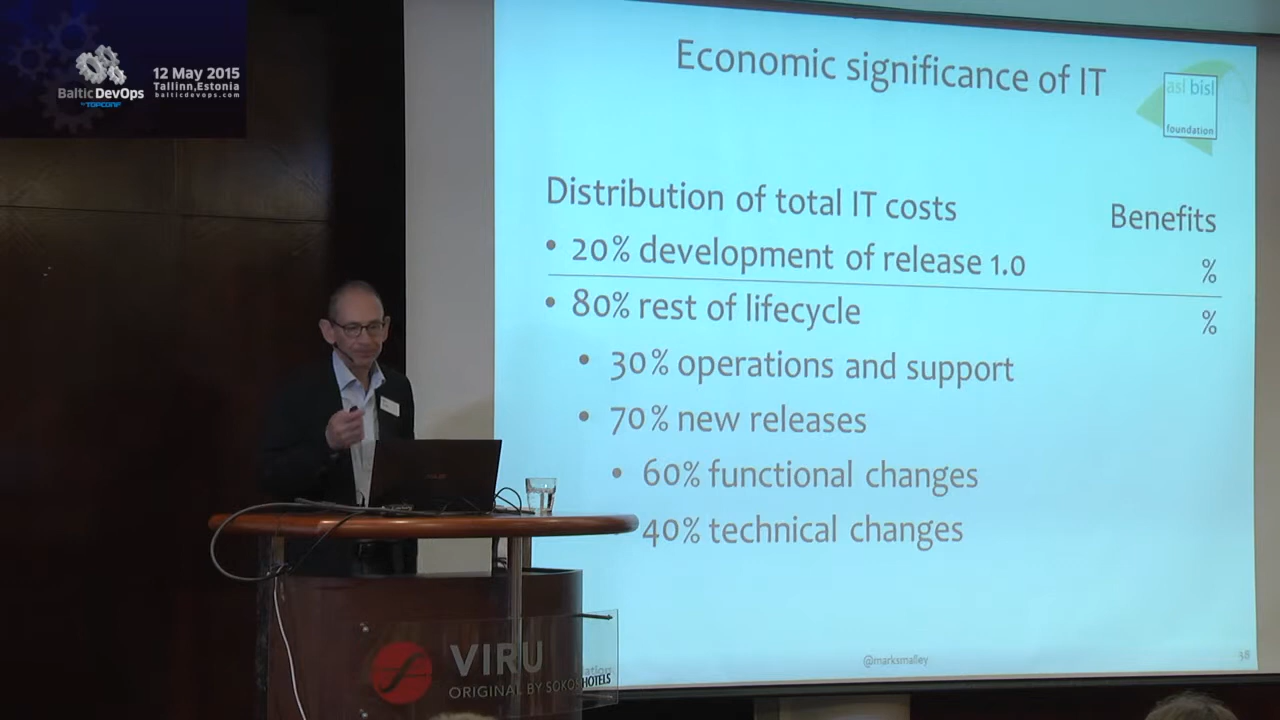 BalticDevOps
by TOPCONF
12 May 2015
Tallinn,Estonia
balticdevops.com
Economic significance of IT
asl bisl
foundation
Distribution of total IT costs
Benefits
• 20% development of release 1.0
%
• 80% rest of lifecycle
%
• 30% operations and support
• 70% new releases
• 60% functional changes
40% technical changes
@marksmalley
38
VIRU
ORIGINAL BY SOKOS HOTELS